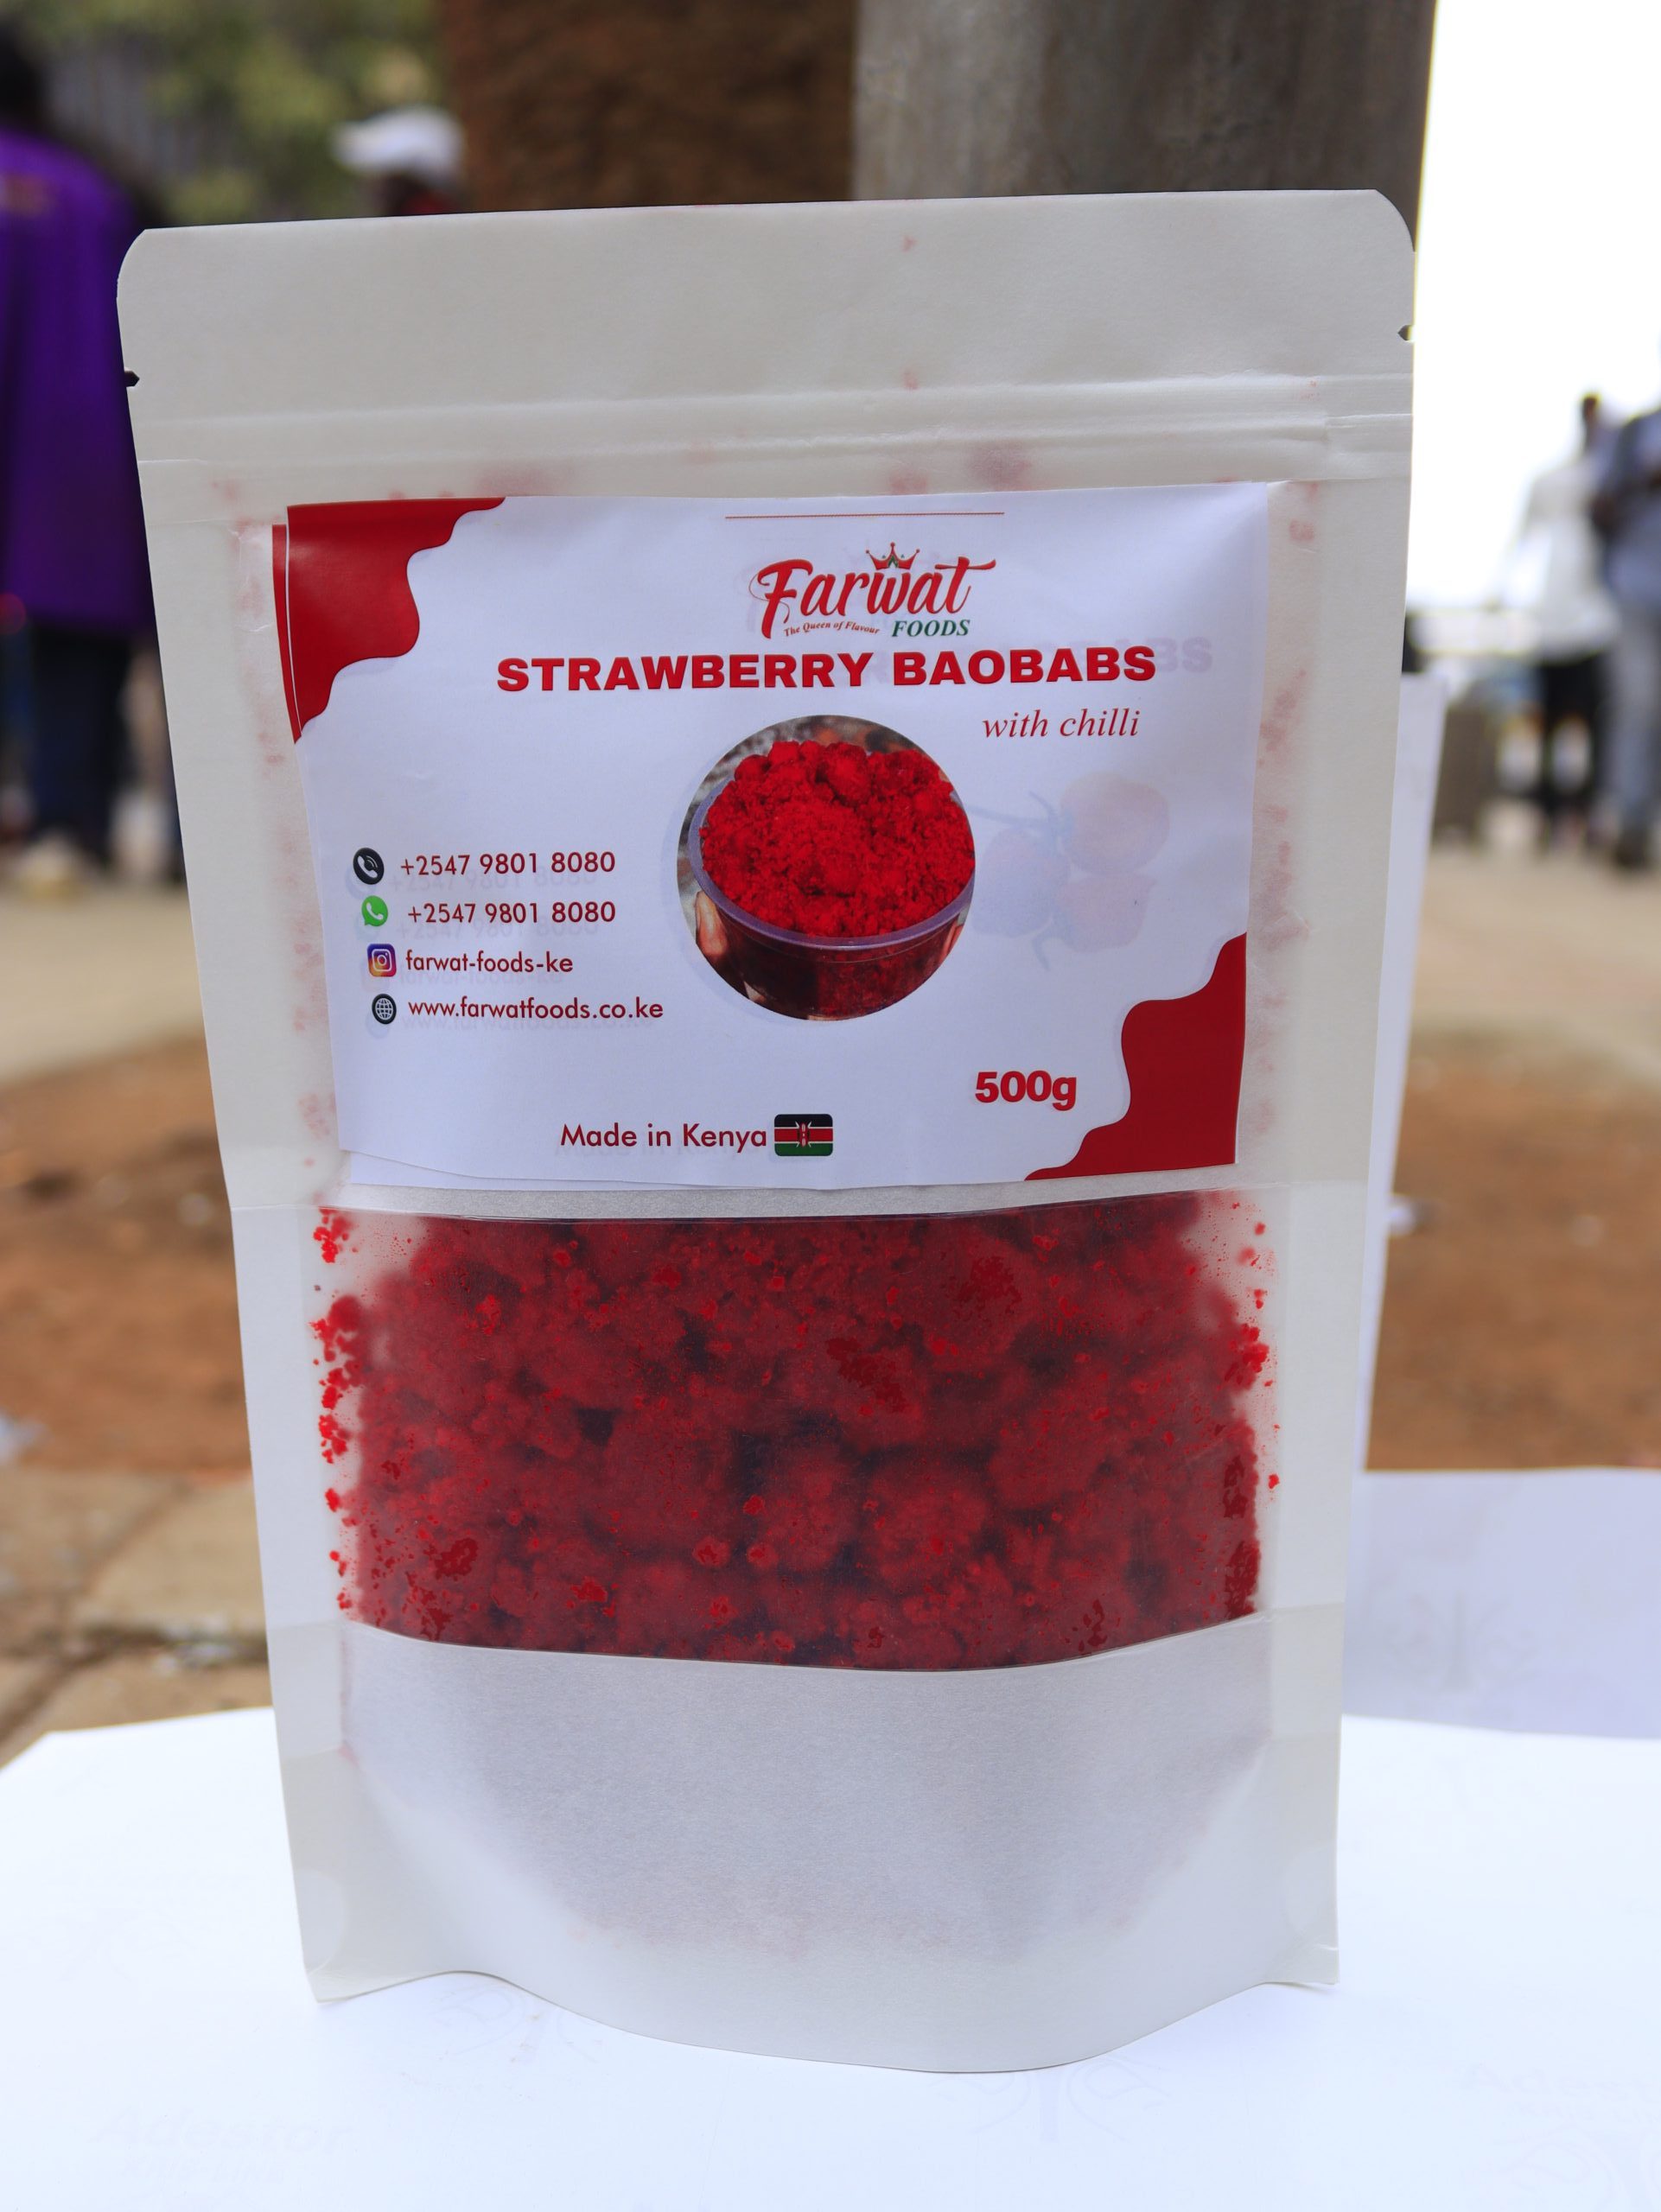 Farwat
The Queen of Flavour FOODS
STRAWBERRY BAOBABS
with chilli
+2547 9801 8080
+2547 9801 8080
farwat-foods-ke
www.farwatfoods.co.ke
500g
Made in Kenya